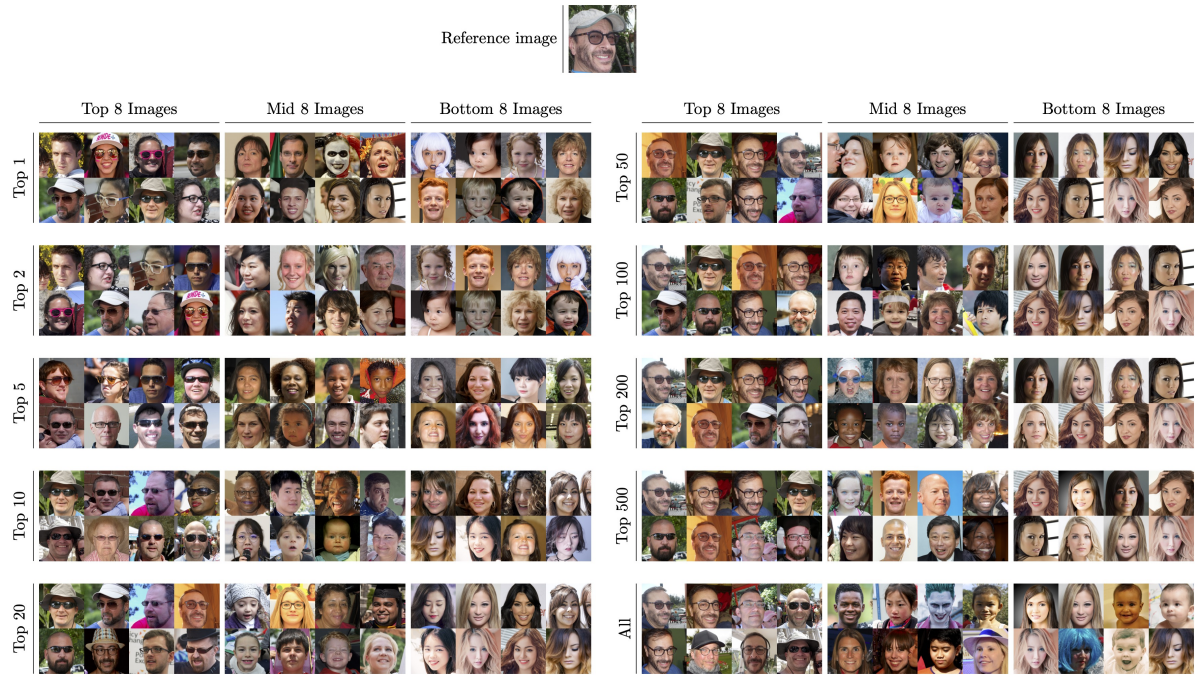 Reference image
Top 8 Images
Mid 8 Images
Bottom 8 Images
Top 8 Images
Mid 8 Images
Bottom 8 Images
Top 1
Top 2
Top 5
Top 10
Top 20
Top 50
Top 100
Top 200
Top 500
All